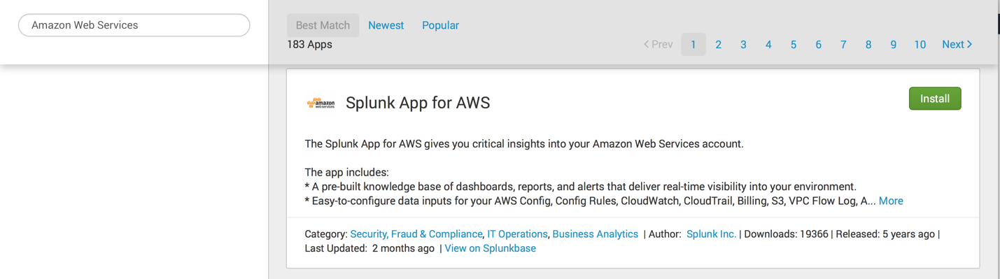 Amazon Web Services
Best Match Newest Popular
183 Apps
Prev 1 2 3 4 5 6 7 8 9 10 Next
amazon
web services
Splunk App for AWS
Install
The Splunk App for AWS gives you critical insights into your Amazon Web Services account.
The app includes:
* A pre-built knowledge base of dashboards, reports, and alerts that deliver real-time visibility into your environment.
* Easy-to-configure data inputs for your AWS Config, Config Rules, CloudWatch, CloudTrail, Billing, S3, VPC Flow Log, A... More
Category: Security, Fraud & Compliance, IT Operations, Business Analytics | Author: Splunk Inc. | Downloads: 19366 | Released: 5 years ago |
Last Updated: 2 months ago | View on Splunkbase